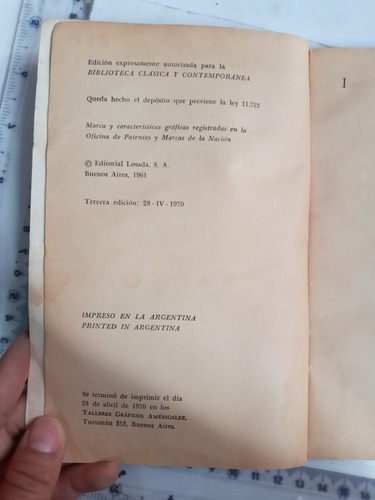 Edición expresamente autorizada para la
BIBLIOTECA CLÁSICA Y CONTEMPORÁNEA
Queda hecho el depósito que previene la ley 11.723
Marca y características gráficas registradas en la
Oficina de Patentes y Marcas de la Nación
© Editorial Losada, S. A.
Buenos Aires, 1961
Tercera edición: 28 - IV - 1970
IMPRESO EN LA ARGENTINA
PRINTED IN ARGENTINA
Se terminó de imprimir el día
28 de abril de 1970 en los
TALLERES GRÁFICOS AMÉRICALEE,
Tucumán 353, Buenos Aires.
I